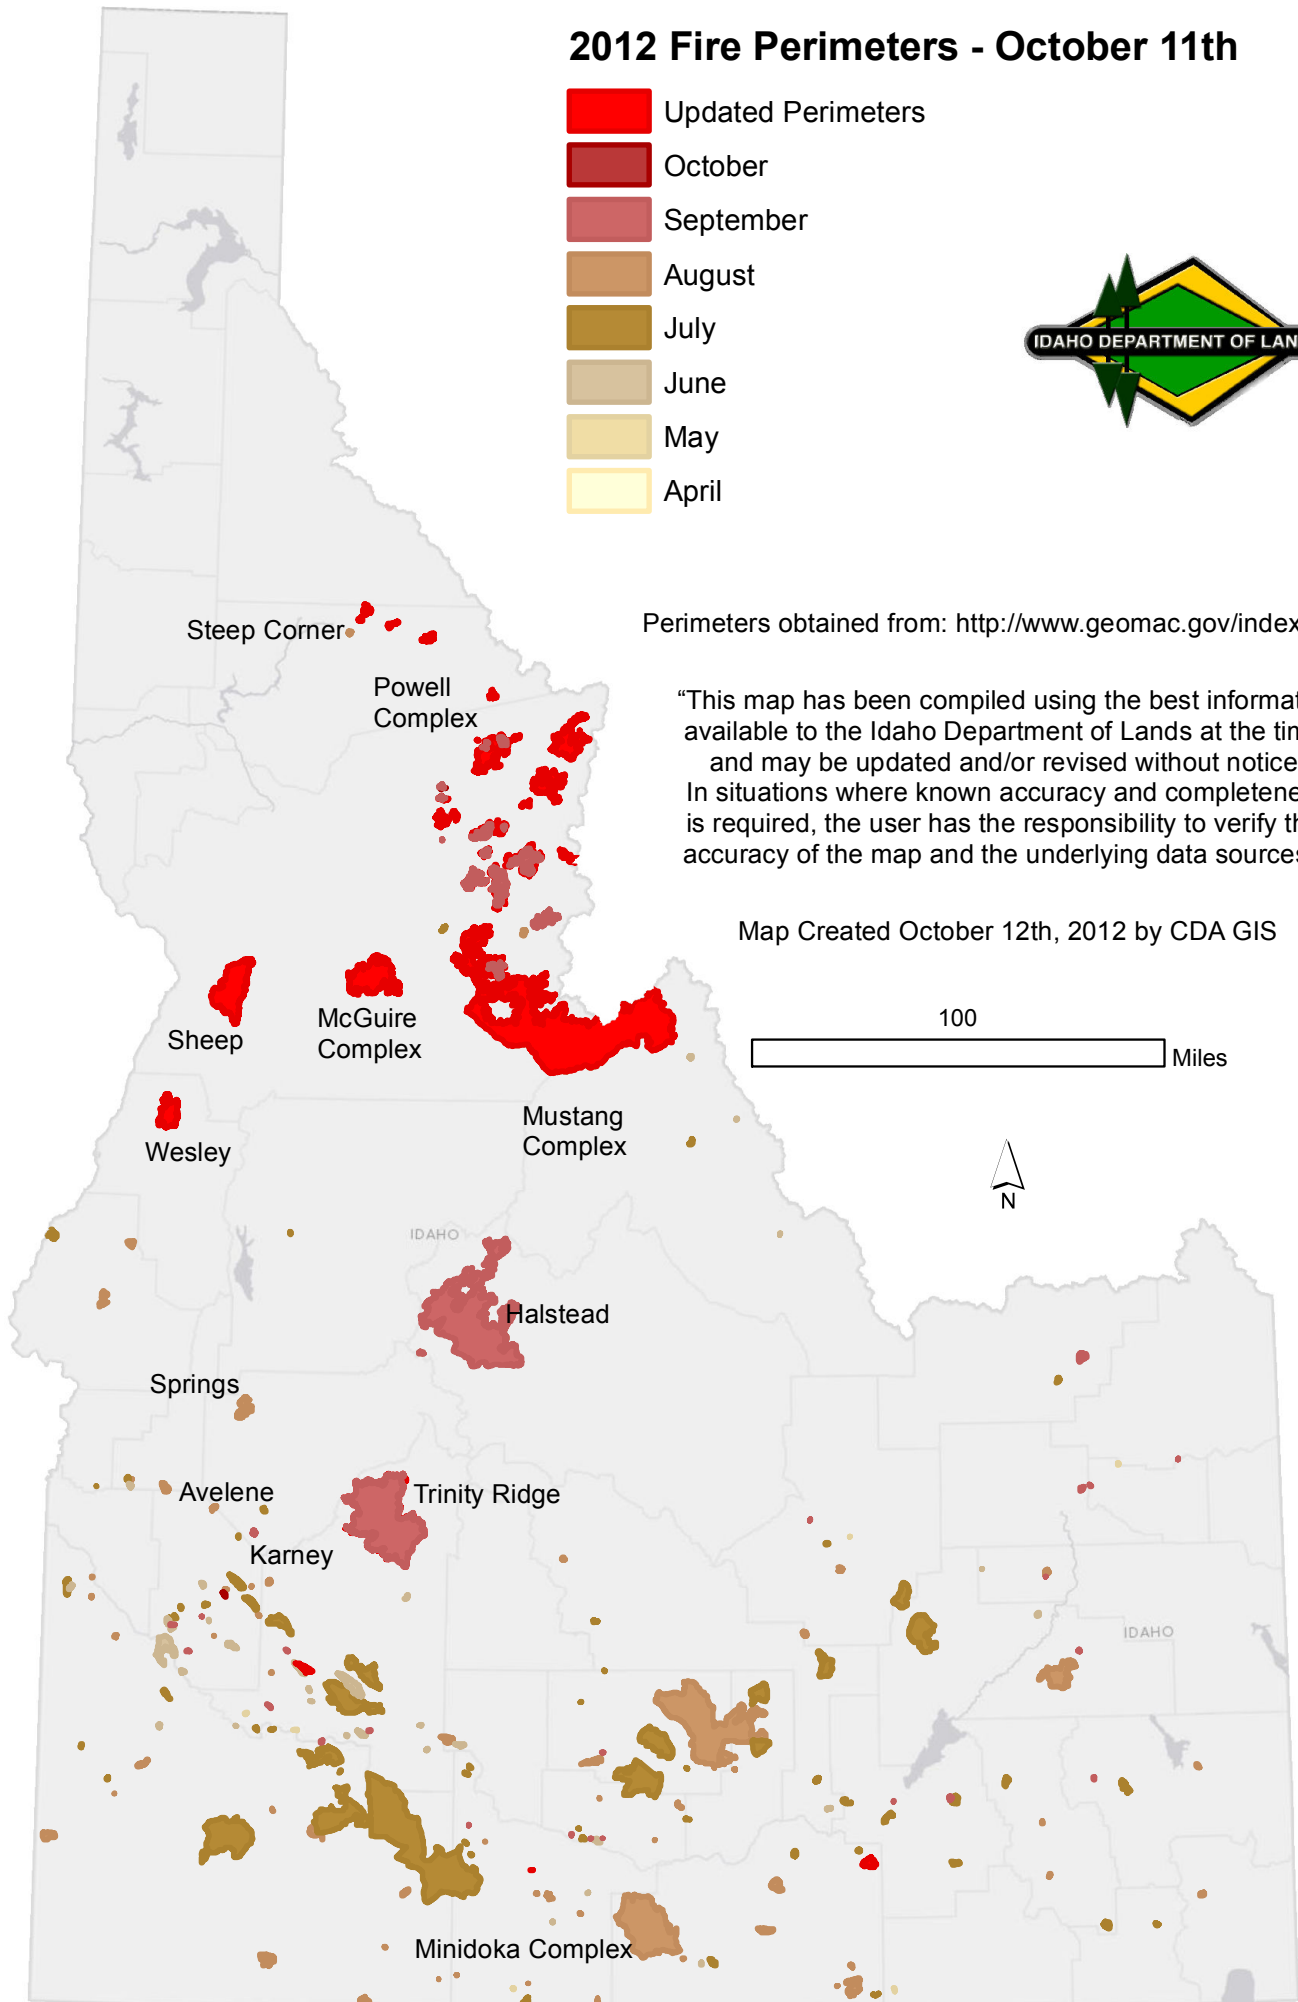 2012 Fire Perimeters - October 11th
Updated Perimeters
October
September
August
July
June
May
April
IDAHO DEPARTMENT OF LAN
Perimeters obtained from: http://www.geomac.gov/index
“This map has been compiled using the best informat
available to the Idaho Department of Lands at the tim
and may be updated and/or revised without notice
In situations where known accuracy and completene
is required, the user has the responsibility to verify th
accuracy of the map and the underlying data sources
Map Created October 12th, 2012 by CDA GIS
100
Miles
N
Steep Corner
Powell
Complex
Sheep
McGuire
Complex
Mustang
Complex
Wesley
IDAHO
Halstead
Springs
Avelene
Trinity Ridge
Karney
IDAHO
Minidoka Complex